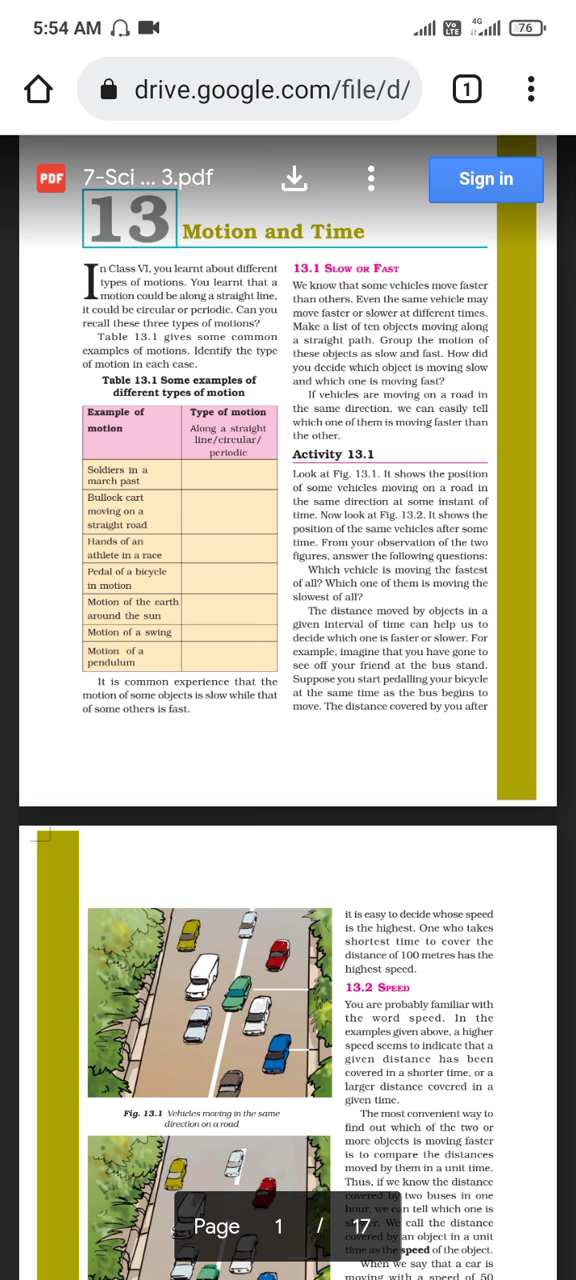 5:54 AM
Vo LTE
4G
76
drive.google.com/file/d/
1
PDF
7-Sci ... 3.pdf
Sign in
13
Motion and Time
In Class VI, you learnt about different
types of motions. You learnt that a
motion could be along a straight line,
it could be circular or periodic. Can you
recall these three types of motions?
Table 13.1 gives some common
examples of motions. Identify the type
of motion in each case.
Table 13.1 Some examples of
different types of motion
Example of
motion
Type of motion
Along a straight
line/circular/
periodic
Soldiers in a
march past
Bullock cart
moving on a
straight road
Hands of an
athlete in a race
Pedal of a bicycle
in motion
Motion of the earth
around the sun
Motion of a swing
Motion of a
pendulum
It is common experience that the
motion of some objects is slow while that
of some others is fast.
13.1 SLOW OR FAST
We know that some vehicles move faster
than others. Even the same vehicle may
move faster or slower at different times.
Make a list of ten objects moving along
a straight path. Group the motion of
these objects as slow and fast. How did
you decide which object is moving slow
and which one is moving fast?
If vehicles are moving on a road in
the same direction, we can easily tell
which one of them is moving faster than
the other.
Activity 13.1
Look at Fig. 13.1. It shows the position
of some vehicles moving on a road in
the same direction at some instant of
time. Now look at Fig. 13.2. It shows the
position of the same vehicles after some
time. From your observation of the two
figures, answer the following questions:
Which vehicle is moving the fastest
of all? Which one of them is moving the
slowest of all?
The distance moved by objects in a
given interval of time can help us to
decide which one is faster or slower. For
example, imagine that you have gone to
see off your friend at the bus stand.
Suppose you start pedalling your bicycle
at the same time as the bus begins to
move. The distance covered by you after
Fig. 13.1 Vehicles moving in the same
direction on a road
it is easy to decide whose speed
is the highest. One who takes
shortest time to cover the
distance of 100 metres has the
highest speed.
13.2 SPEED
You are probably familiar with
the word speed. In the
examples given above, a higher
speed seems to indicate that a
given distance has been
covered in a shorter time, or a
larger distance covered in a
given time.
The most convenient way to
find out which of the two or
more objects is moving faster
is to compare the distances
moved by them in a unit time.
Thus, if we know the distance
covered by two buses in one
hour, we can tell which one is
We call the distance
covered by an object in a unit
time as the speed of the object.
When we say that a car is
moving with a speed of 50
Page 1 / 17